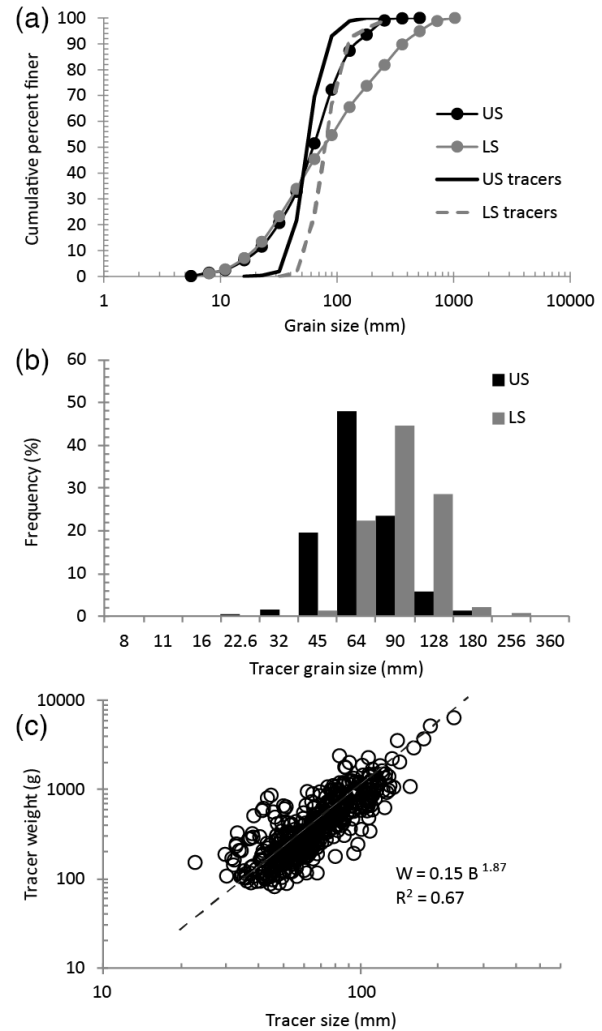 (a)
Cumulative percent finer
100
90
80
70
60
50
40
30
20
10
0
1 10 100 1000 10000
Grain size (mm)
US
LS
US tracers
LS tracers
(b)
Frequency (%)
60
50
40
30
20
10
0
8 11 16 22.6 32 45 64 90 128 180 256 360
Tracer grain size (mm)
US
LS
(c)
Tracer weight (g)
10000
1000
100
10
W = 0.15 B^1.87
R² = 0.67
10 100
Tracer size (mm)